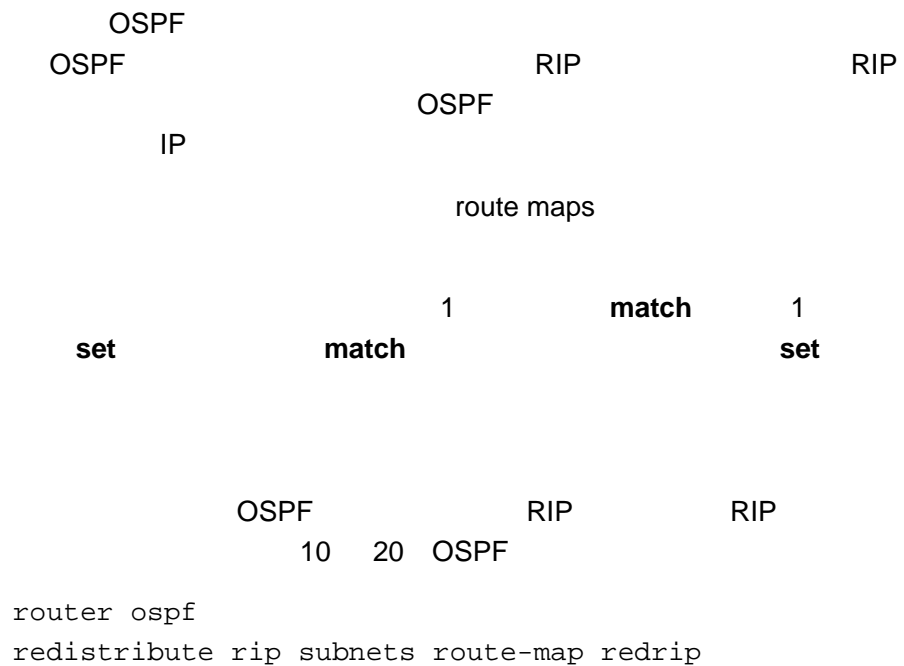 OSPF
OSPF RIP RIP
OSPF
IP
route maps
1 match 1
set match set
OSPF RIP RIP
10 20 OSPF
router ospf
redistribute rip subnets route-map redrip